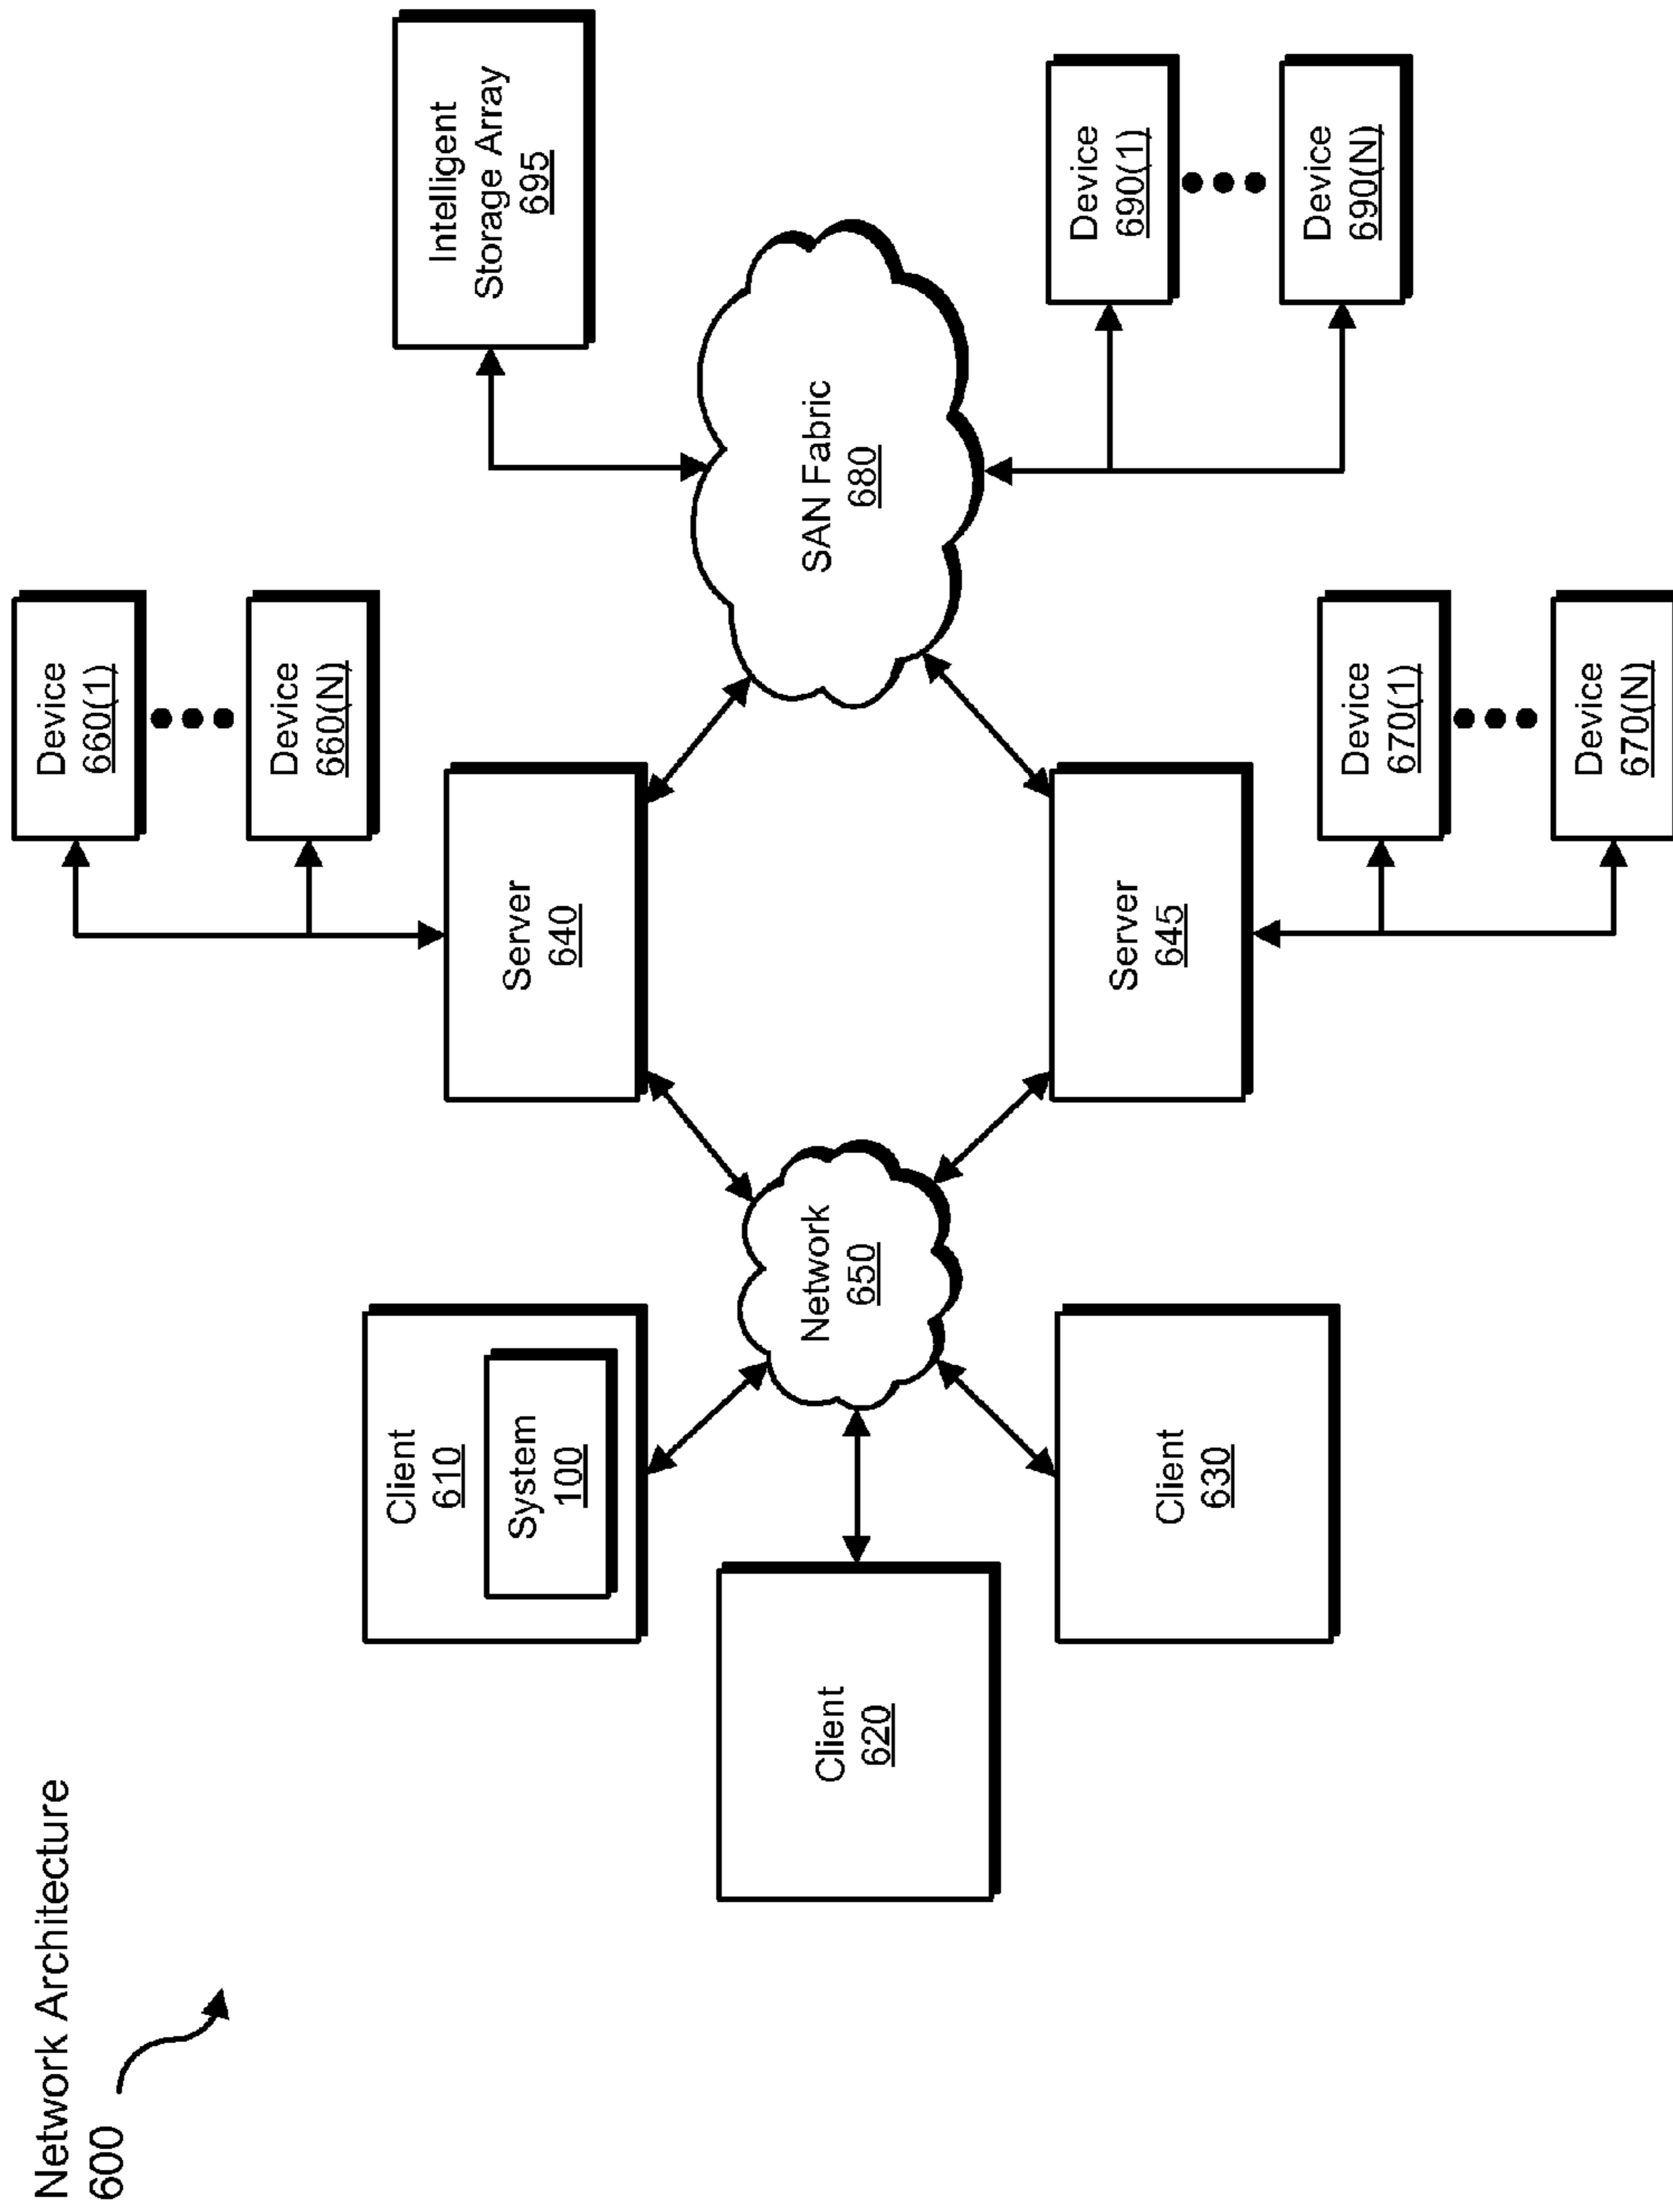 Network Architecture
600
Device
660(1)
Device
660(N)
Intelligent
Storage Array
695
Client
610
System
100
Server
640
Client
620
Network
650
SAN Fabric
680
Client
630
Server
645
Device
690(1)
Device
690(N)
Device
670(1)
Device
670(N)